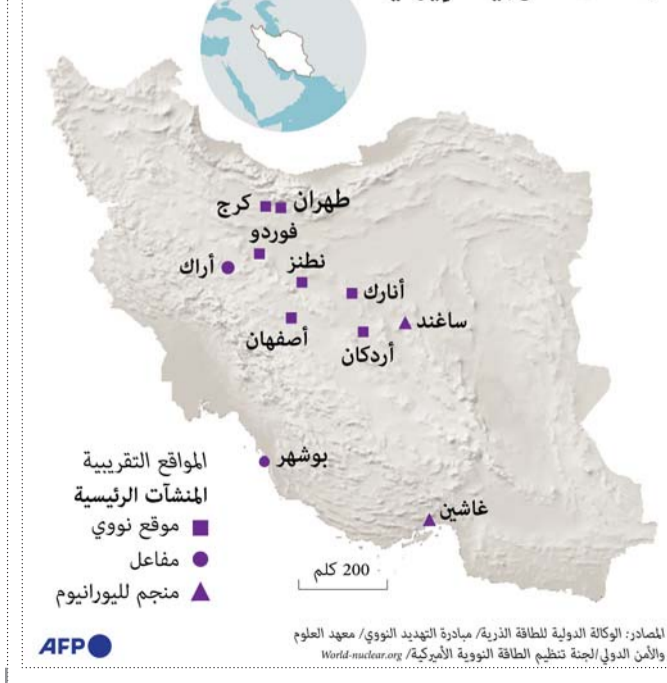 طهران
كرج
فوردو
أراك
نطنز
أنارك
ساغند
أصفهان
أردكان
بوشهر
غاشين
المواقع التقريبية
المنشآت الرئيسية
موقع نووي
مفاعل
منجم لليورانيوم
200 كلم
المصادر: الوكالة الدولية للطاقة الذرية/ مبادرة التهديد النووي/ معهد العلوم
والأمن الدولي/لجنة تنظيم الطاقة النووية الأميركية/ World-nuclear.org
AFP